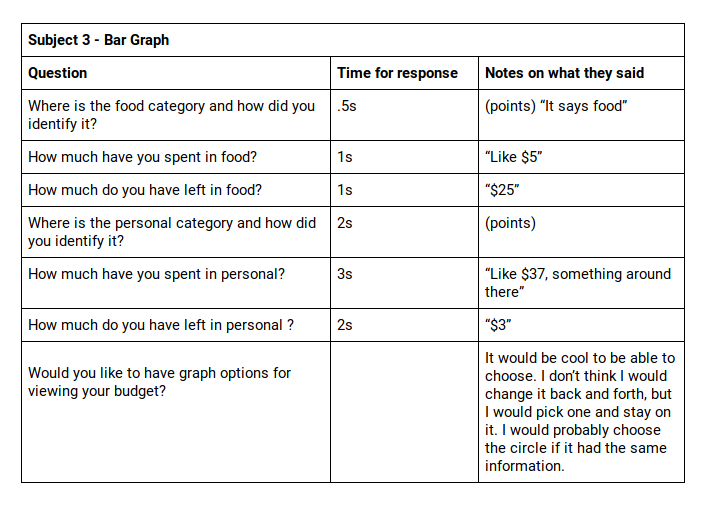 Subject 3 - Bar Graph
Question Time for response Notes on what they said
Where is the food category and how did you .5s (points) “It says food”
identify it?
How much have you spent in food? 1s “Like $5”
How much do you have left in food? 1s “$25”
Where is the personal category and how did 2s (points)
you identify it?
How much have you spent in personal? 3s “Like $37, something around
there”
How much do you have left in personal ? 2s “$3”
Would you like to have graph options for
viewing your budget?
It would be cool to be able to
choose. I don’t think I would
change it back and forth, but
I would pick one and stay on
it. I would probably choose
the circle if it had the same
information.